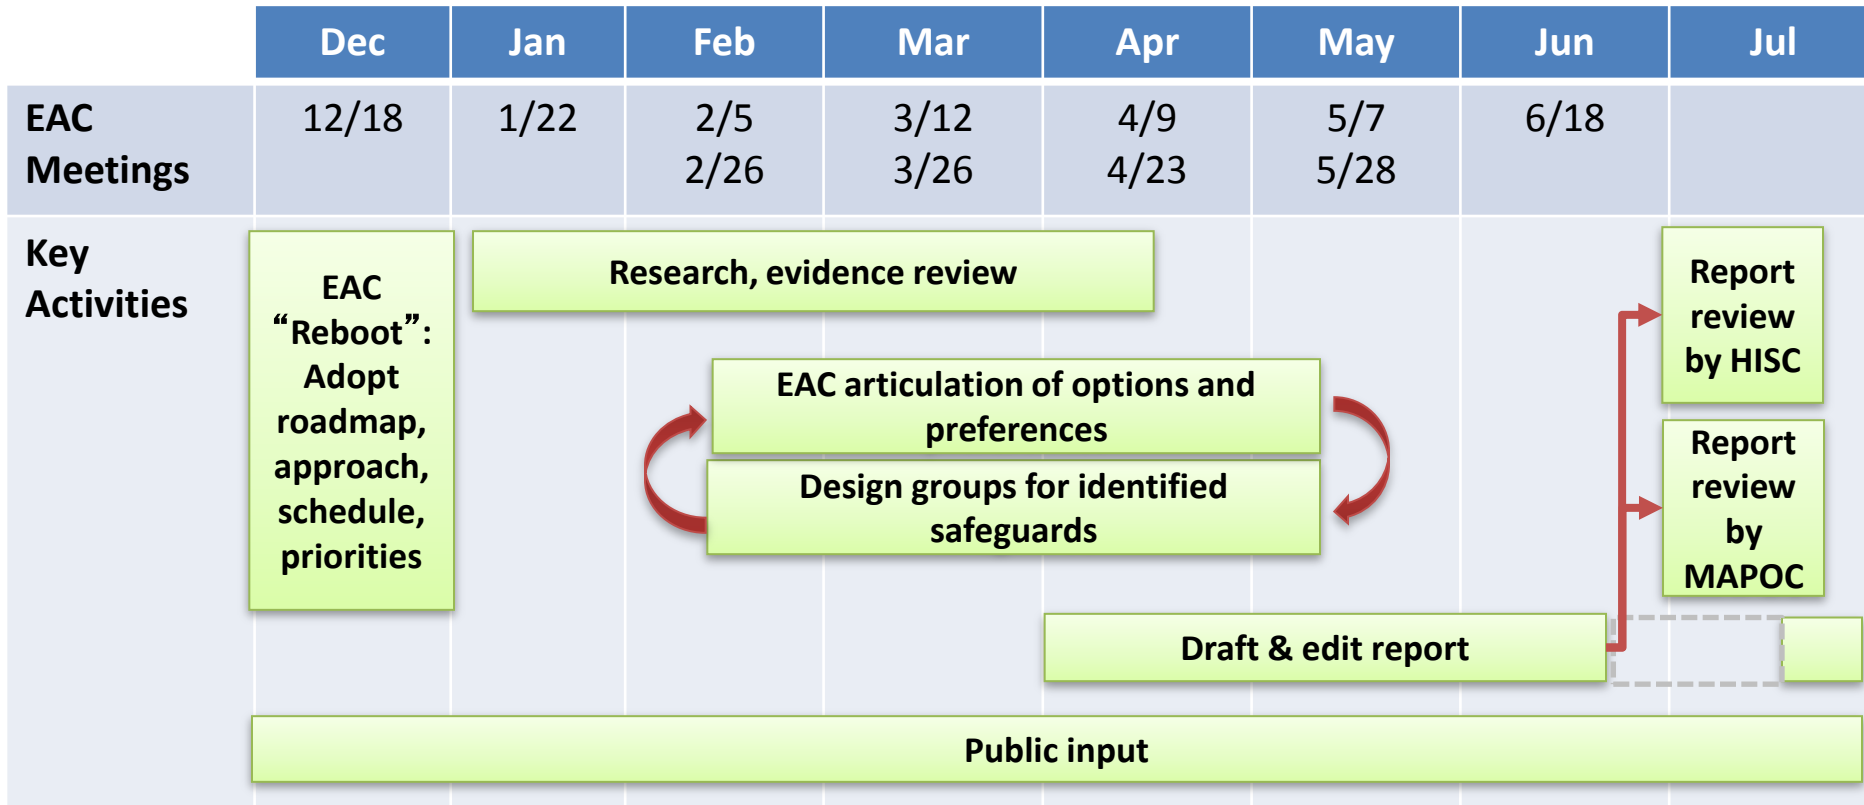 Dec Jan Feb Mar Apr May Jun Jul
EAC
Meetings
12/18 1/22 2/5 3/12 4/9 5/7 6/18
2/26 3/26 4/23 5/28
Key
Activities
EAC
“Reboot”:
Adopt
roadmap,
approach,
schedule,
priorities
Research, evidence review
EAC articulation of options and
preferences
Design groups for identified
safeguards
Report
review
by HISC
Report
review
by
MAPOC
Draft & edit report
Public input